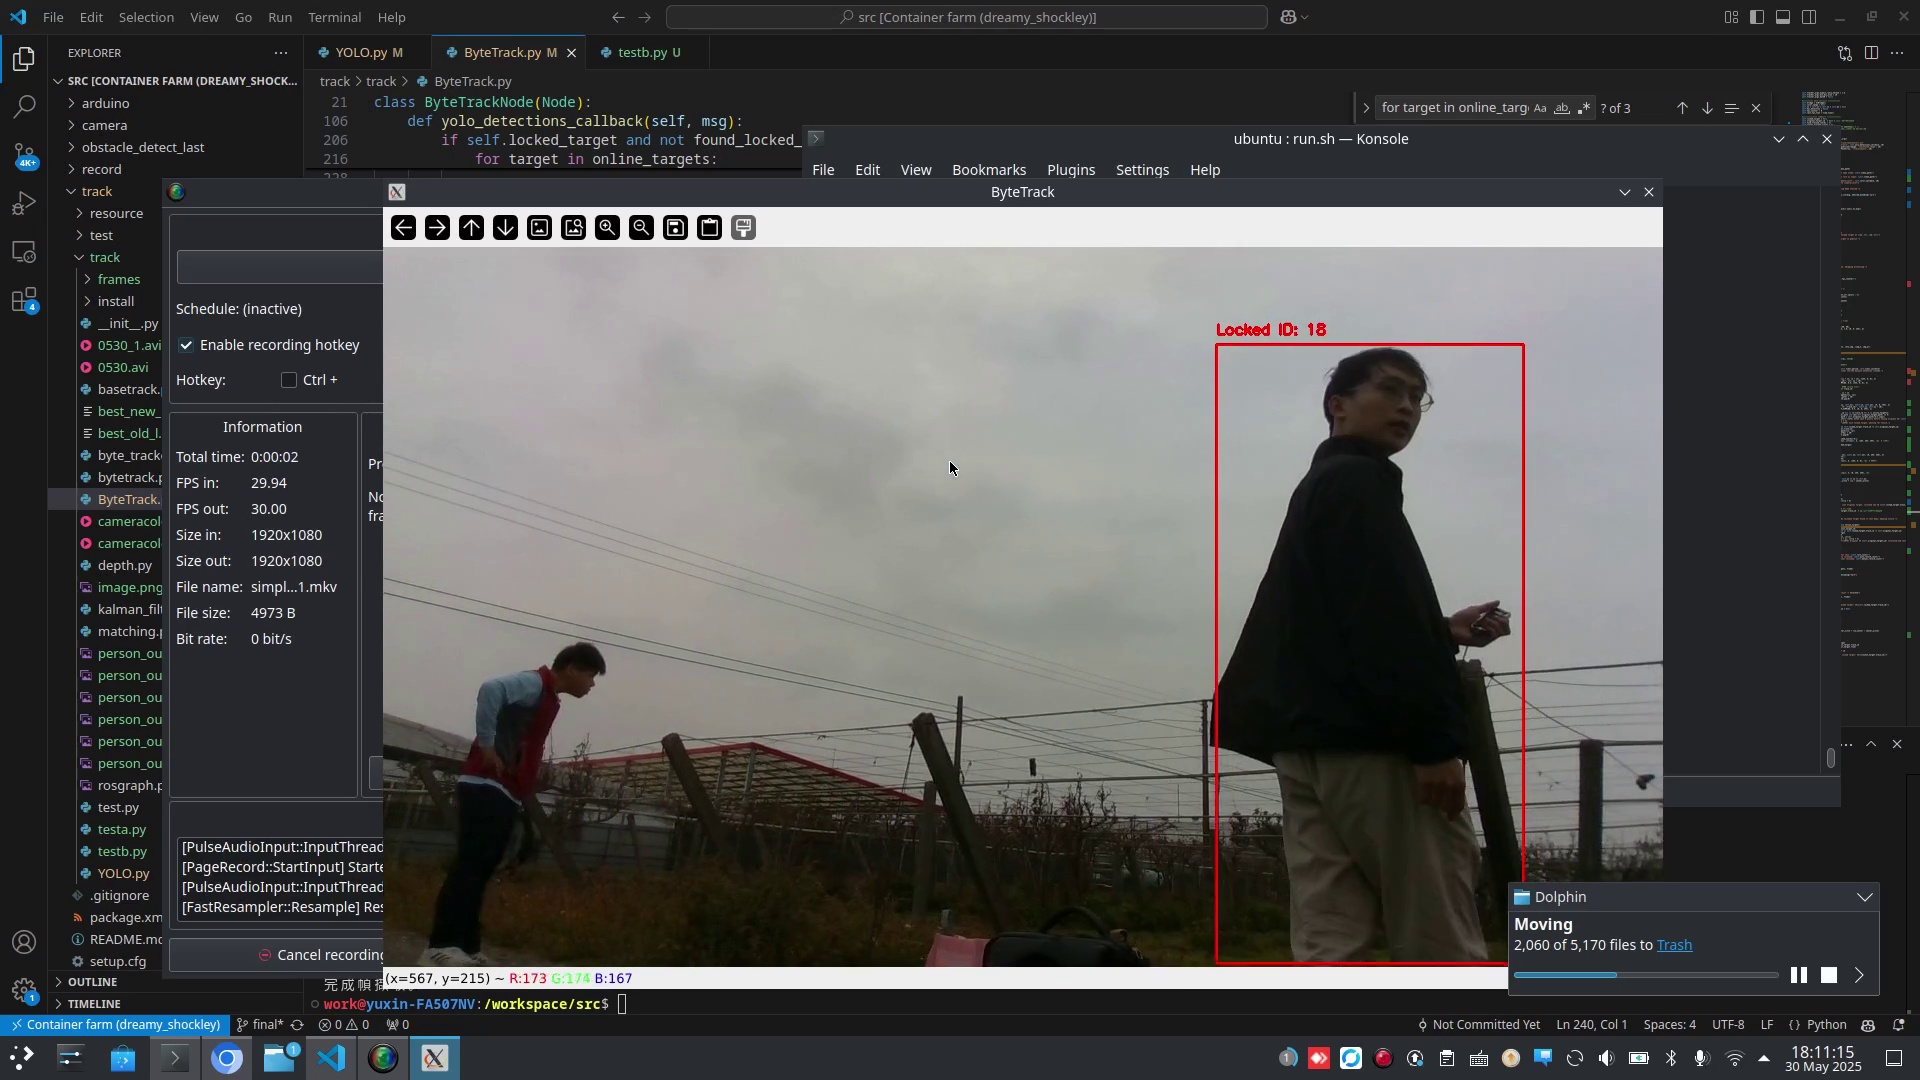 File Edit Selection View Go Run Terminal Help
src [Container farm (dreamy_shockley)]
EXPLORER
YOLO.py M
ByteTrack.py M
testb.py U
SRC [CONTAINER FARM (DREAMY_SHOCK...
track > track > ByteTrack.py
arduino
camera
obstacle_detect_last
record
track
resource
test
track
frames
install
__init__.py
0530_1.avi
0530.avi
basetrack.
best_new_
best_old_l.
byte_track
bytetrack.p
ByteTrack.
cameracol
cameracol
depth.py
image.png
kalman_filt
matching.p
person_ou
person_ou
person_ou
person_ou
person_ou
person_ou
rosgraph.p
test.py
testa.py
testb.py
YOLO.py
.gitignore
package.xm
README.md
setup.cfg
OUTLINE
TIMELINE
4K+
4
1
21 class ByteTrackNode(Node):
106 def yolo_detections_callback(self, msg):
206 if self.locked_target and not found_locked_
216 for target in online_targets:
228
for target in online_targ
Aa ab .*
? of 3
ubuntu : run.sh — Konsole
File Edit View Bookmarks Plugins Settings Help
ByteTrack
Schedule: (inactive)
Enable recording hotkey
Hotkey: Ctrl +
Information
Total time: 0:00:02
FPS in: 29.94
FPS out: 30.00
Size in: 1920x1080
Size out: 1920x1080
File name: simpl...1.mkv
File size: 4973 B
Bit rate: 0 bit/s
Pr
No
fra
[PulseAudioInput::InputThread
[PageRecord::StartInput] Starte
[PulseAudioInput::InputThread
[FastResampler::Resample] Res
Cancel recording
Locked ID: 18
(x=567, y=215) ~ R:173 G:174 B:167
work@yuxin-FA507NV:/workspace/src$
Dolphin
Moving
2,060 of 5,170 files to Trash
Container farm (dreamy_shockley) final* 0 0 0
Not Committed Yet Ln 240, Col 1 Spaces: 4 UTF-8 LF {} Python
1
1
18:11:15
30 May 2025